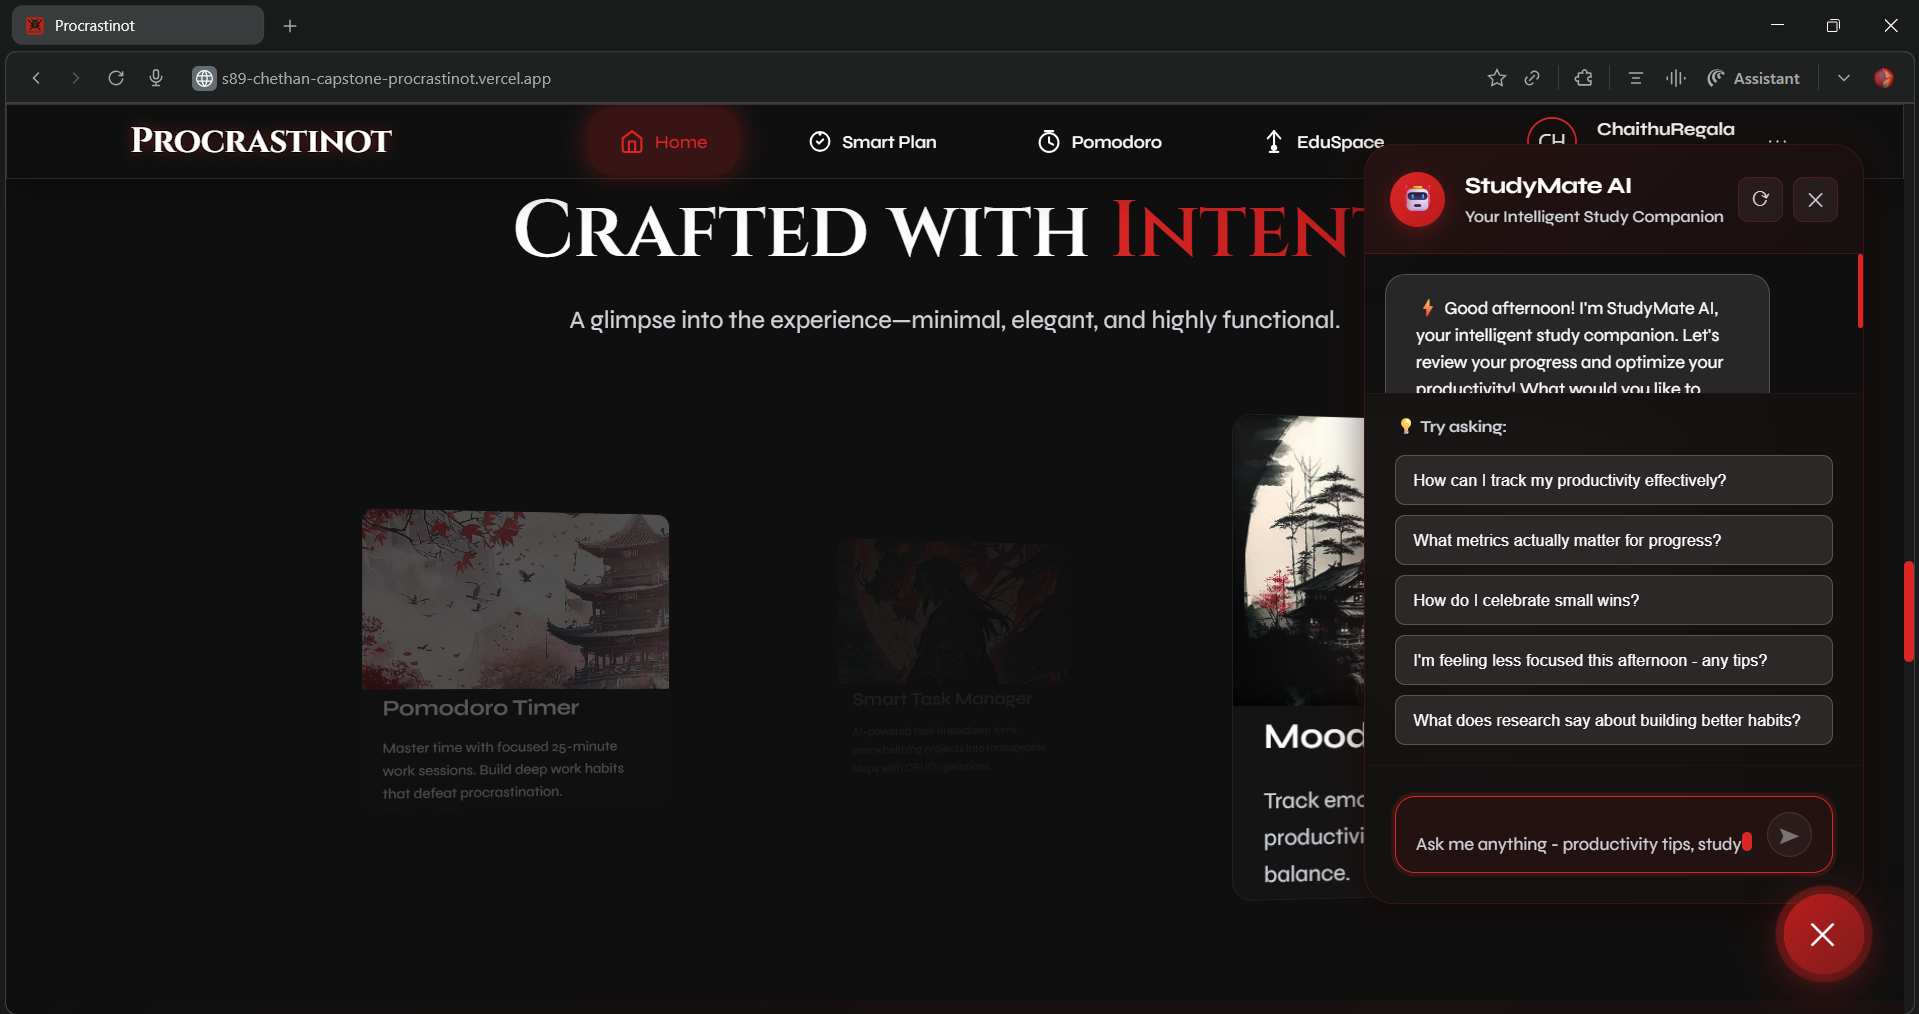 Procrastinot
s89-chethan-capstone-procrastinot.vercel.app
Assistant
PROCRASTINOT
Home
Smart Plan
Pomodoro
EduSpace
CH
ChaithuRegala
...
CRAFTED WITH INTENT
A glimpse into the experience—minimal, elegant, and highly functional.
Pomodoro Timer
Master time with focused 25-minute
work sessions. Build deep work habits
that defeat procrastination.
Smart Task Manager
AI-powered task breakdown turns
overwhelming projects into manageable
steps with CRUD operations.
Mood
Track emo
productivi
balance.
StudyMate AI
Your Intelligent Study Companion
⚡ Good afternoon! I'm StudyMate AI,
your intelligent study companion. Let's
review your progress and optimize your
productivity! What would you like to
💡 Try asking:
How can I track my productivity effectively?
What metrics actually matter for progress?
How do I celebrate small wins?
I'm feeling less focused this afternoon - any tips?
What does research say about building better habits?
Ask me anything - productivity tips, study